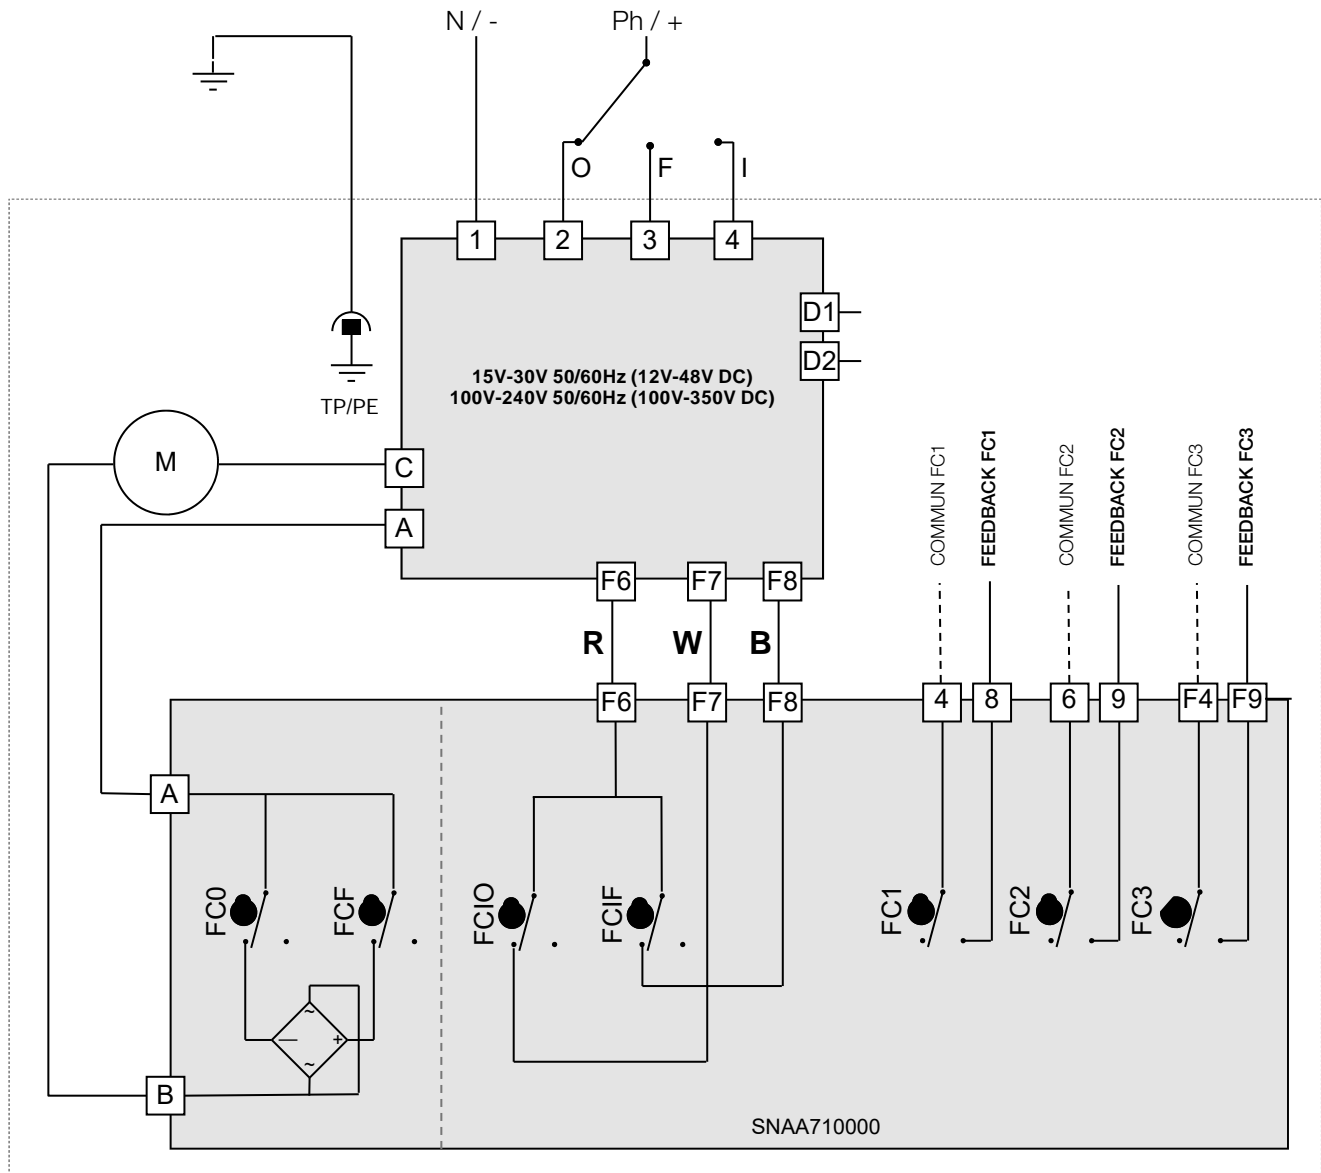 N / -
Ph / +
O
F
I
1
2
3
4
D1
D2
15V-30V 50/60Hz (12V-48V DC)
100V-240V 50/60Hz (100V-350V DC)
TP/PE
M
C
A
COMMUN FC1
FEEDBACK FC1
COMMUN FC2
FEEDBACK FC2
COMMUN FC3
FEEDBACK FC3
F6
F7
F8
R
W
B
F6
F7
F8
4
8
6
9
F4
F9
A
FC0
FCF
FCIO
FCIF
FC1
FC2
FC3
~
— +
~
B
SNAA710000